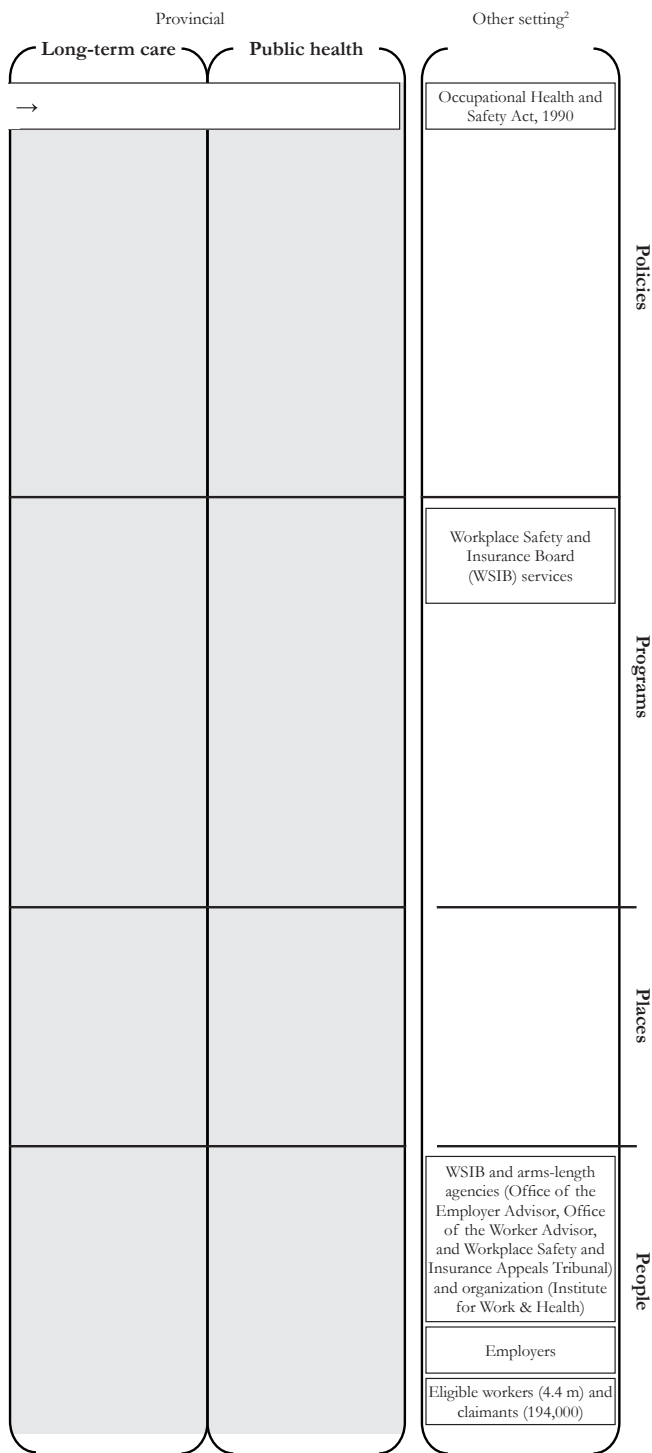 Provincial
Other setting²
Long-term care
Public health
→
Occupational Health and
Safety Act, 1990
Policies
Workplace Safety and
Insurance Board
(WSIB) services
Programs
Places
WSIB and arms-length
agencies (Office of the
Employer Advisor, Office
of the Worker Advisor,
and Workplace Safety and
Insurance Appeals Tribunal)
and organization (Institute
for Work & Health)
People
Employers
Eligible workers (4.4 m) and
claimants (194,000)